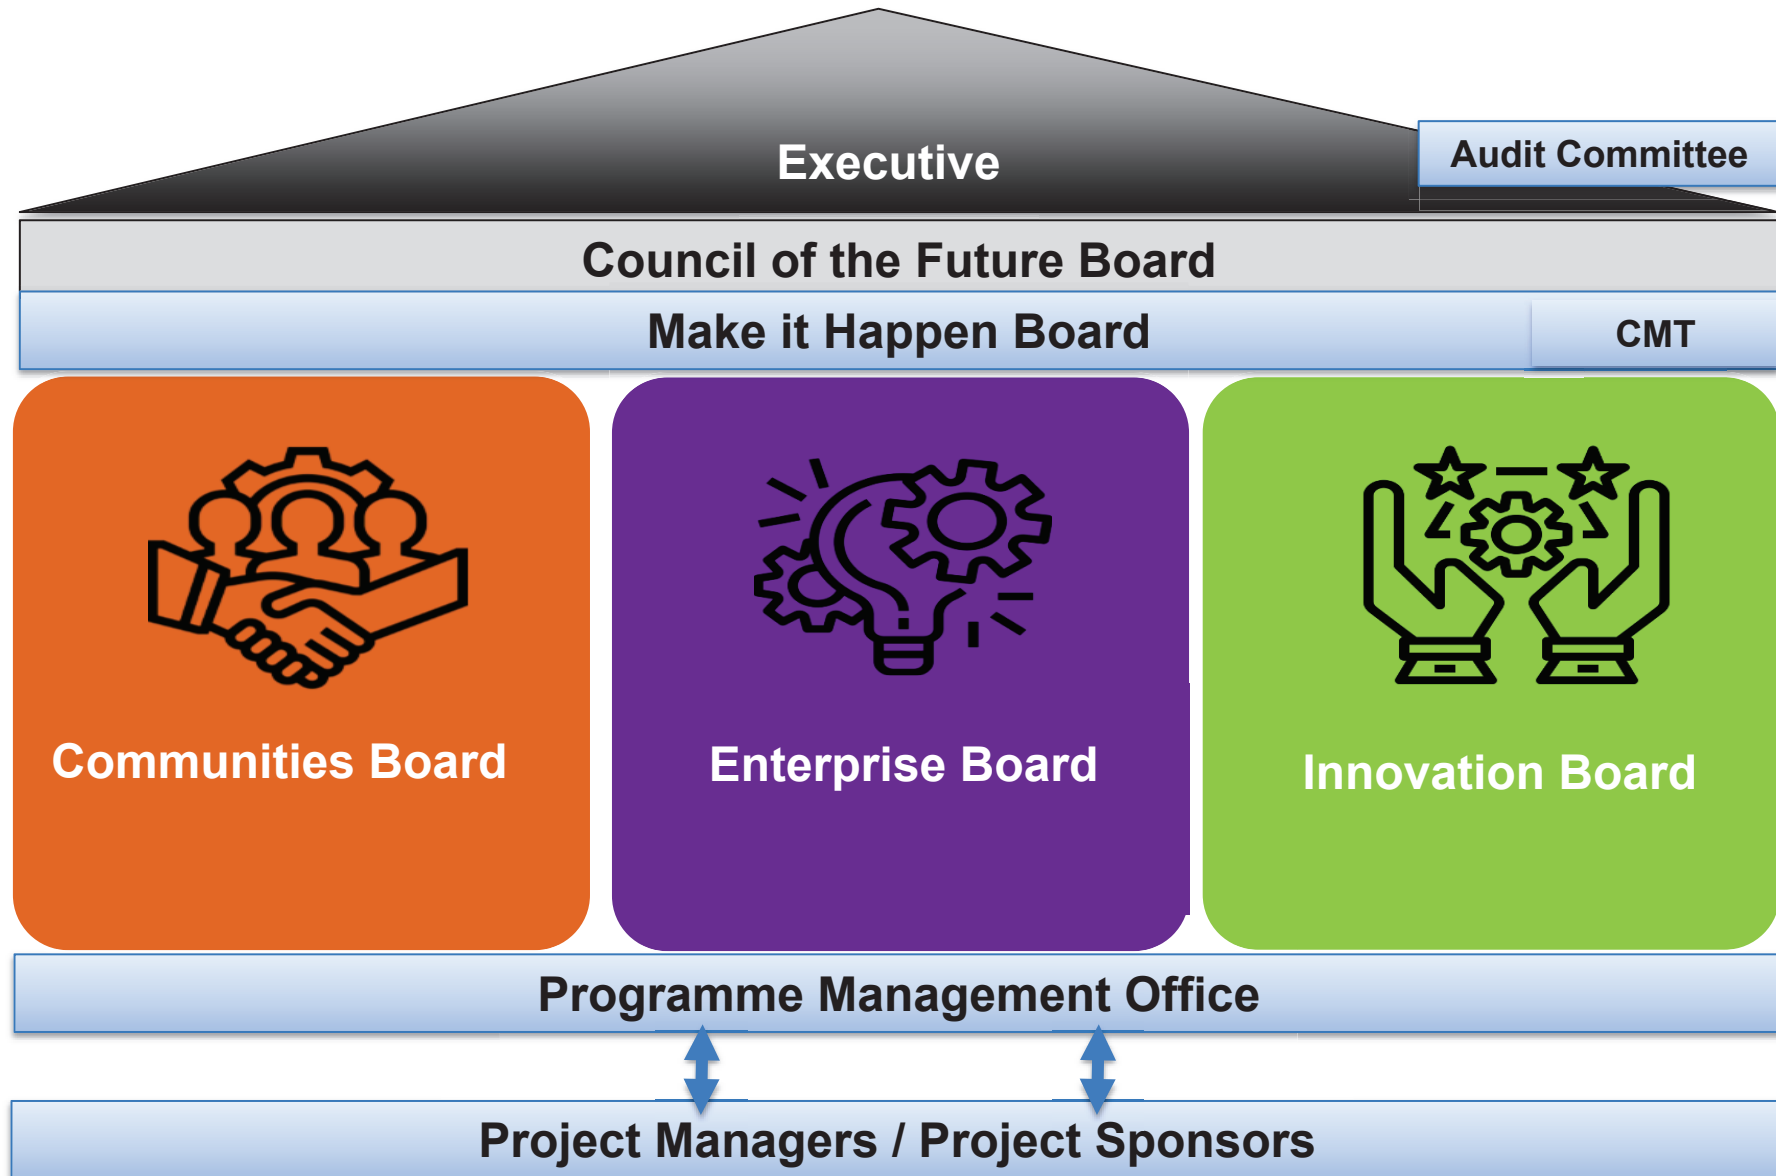 Executive
Audit Committee
Council of the Future Board
Make it Happen Board
CMT
Communities Board
Enterprise Board
Innovation Board
Programme Management Office
Project Managers / Project Sponsors